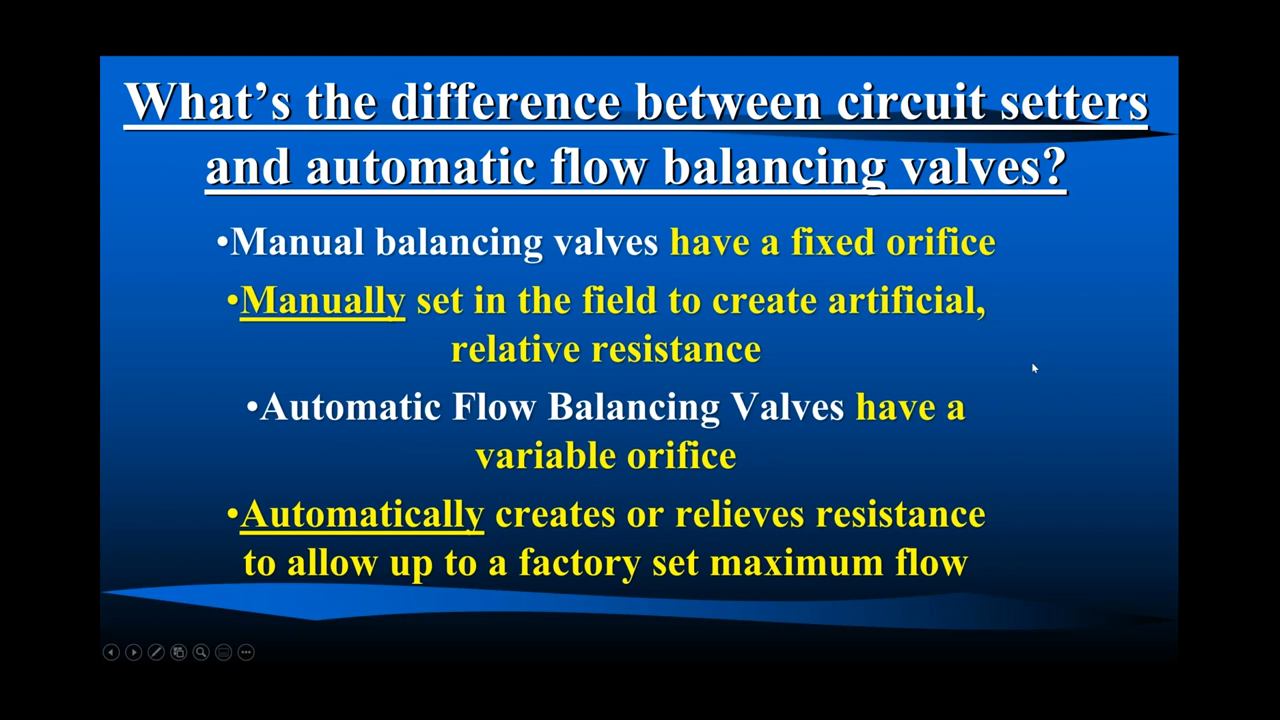 What’s the difference between circuit setters
and automatic flow balancing valves?
•Manual balancing valves have a fixed orifice
•Manually set in the field to create artificial,
relative resistance
•Automatic Flow Balancing Valves have a
variable orifice
•Automatically creates or relieves resistance
to allow up to a factory set maximum flow